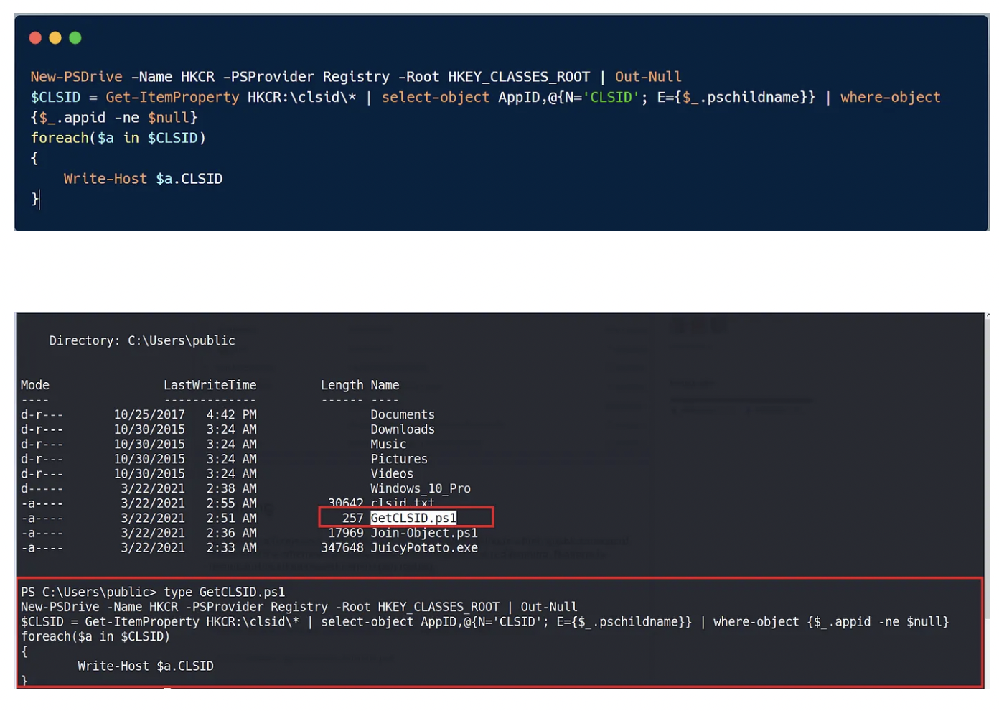 New-PSDrive -Name HKCR -PSProvider Registry -Root HKEY_CLASSES_ROOT | Out-Null
$CLSID = Get-ItemProperty HKCR:\clsid\* | select-object AppID,@{N='CLSID'; E={$_.pschildname}} | where-object
{$_.appid -ne $null}
foreach($a in $CLSID)
{
    Write-Host $a.CLSID
}
Directory: C:\Users\public
Mode LastWriteTime Length Name
---- ------------- ------ ----
d-r--- 10/25/2017 4:42 PM Documents
d-r--- 10/30/2015 3:24 AM Downloads
d-r--- 10/30/2015 3:24 AM Music
d-r--- 10/30/2015 3:24 AM Pictures
d-r--- 10/30/2015 3:24 AM Videos
d----- 3/22/2021 2:38 AM Windows_10_Pro
-a---- 3/22/2021 2:55 AM 30642 clsid.txt
-a---- 3/22/2021 2:51 AM 257 GetCLSID.ps1
-a---- 3/22/2021 2:36 AM 17969 Join-Object.ps1
-a---- 3/22/2021 2:33 AM 347648 JuicyPotato.exe
PS C:\Users\public> type GetCLSID.ps1
New-PSDrive -Name HKCR -PSProvider Registry -Root HKEY_CLASSES_ROOT | Out-Null
$CLSID = Get-ItemProperty HKCR:\clsid\* | select-object AppID,@{N='CLSID'; E={$_.pschildname}} | where-object {$_.appid -ne $null}
foreach($a in $CLSID)
{
        Write-Host $a.CLSID
}